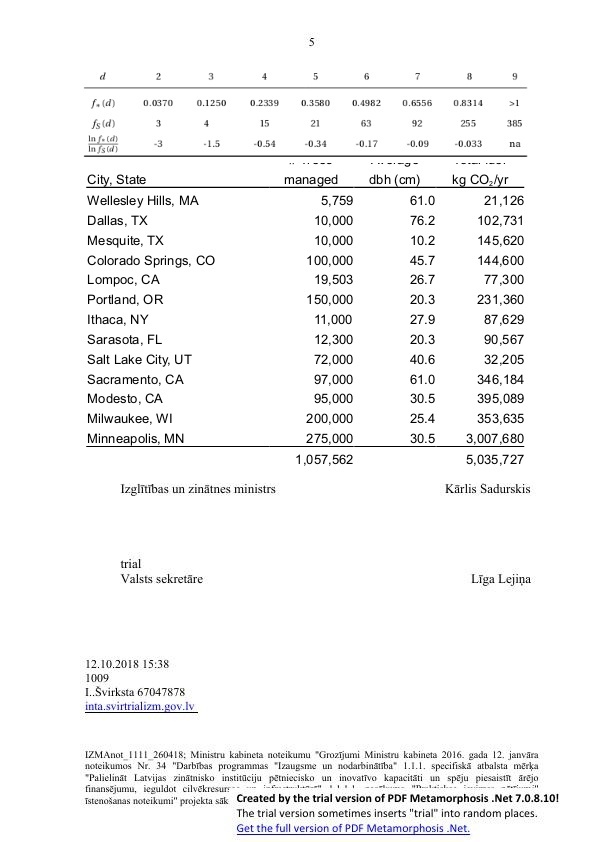 5
d 2 3 4 5 6 7 8 9
f*(d) 0.0370 0.1250 0.2339 0.3580 0.4982 0.6556 0.8314 >1
fS(d) 3 4 15 21 63 92 255 385
ln f*(d) / ln fS(d) -3 -1.5 -0.54 -0.34 -0.17 -0.09 -0.033 na
City, State managed dbh (cm) kg CO₂/yr
Wellesley Hills, MA 5,759 61.0 21,126
Dallas, TX 10,000 76.2 102,731
Mesquite, TX 10,000 10.2 145,620
Colorado Springs, CO 100,000 45.7 144,600
Lompoc, CA 19,503 26.7 77,300
Portland, OR 150,000 20.3 231,360
Ithaca, NY 11,000 27.9 87,629
Sarasota, FL 12,300 20.3 90,567
Salt Lake City, UT 72,000 40.6 32,205
Sacramento, CA 97,000 61.0 346,184
Modesto, CA 95,000 30.5 395,089
Milwaukee, WI 200,000 25.4 353,635
Minneapolis, MN 275,000 30.5 3,007,680
1,057,562 5,035,727
Izglītības un zinātnes ministrs Kārlis Sadurskis
trial
Valsts sekretāre Līga Lejiņa
12.10.2018 15:38
1009
I..Švirksta 67047878
inta.svirtrializm.gov.lv
IZMAnot_1111_260418; Ministru kabineta noteikumu "Grozījumi Ministru kabineta 2016. gada 12. janvāra
noteikumos Nr. 34 "Darbības programmas "Izaugsme un nodarbinātība" 1.1.1. specifiskā atbalsta mērķa
"Palielināt Latvijas zinātnisko institūciju pētniecisko un inovatīvo kapacitāti un spēju piesaistīt ārējo
finansējumu, ieguldot cilvēkresursos
īstenošanas noteikumi" projekta sāk
Created by the trial version of PDF Metamorphosis .Net 7.0.8.10!
The trial version sometimes inserts "trial" into random places.
Get the full version of PDF Metamorphosis .Net.